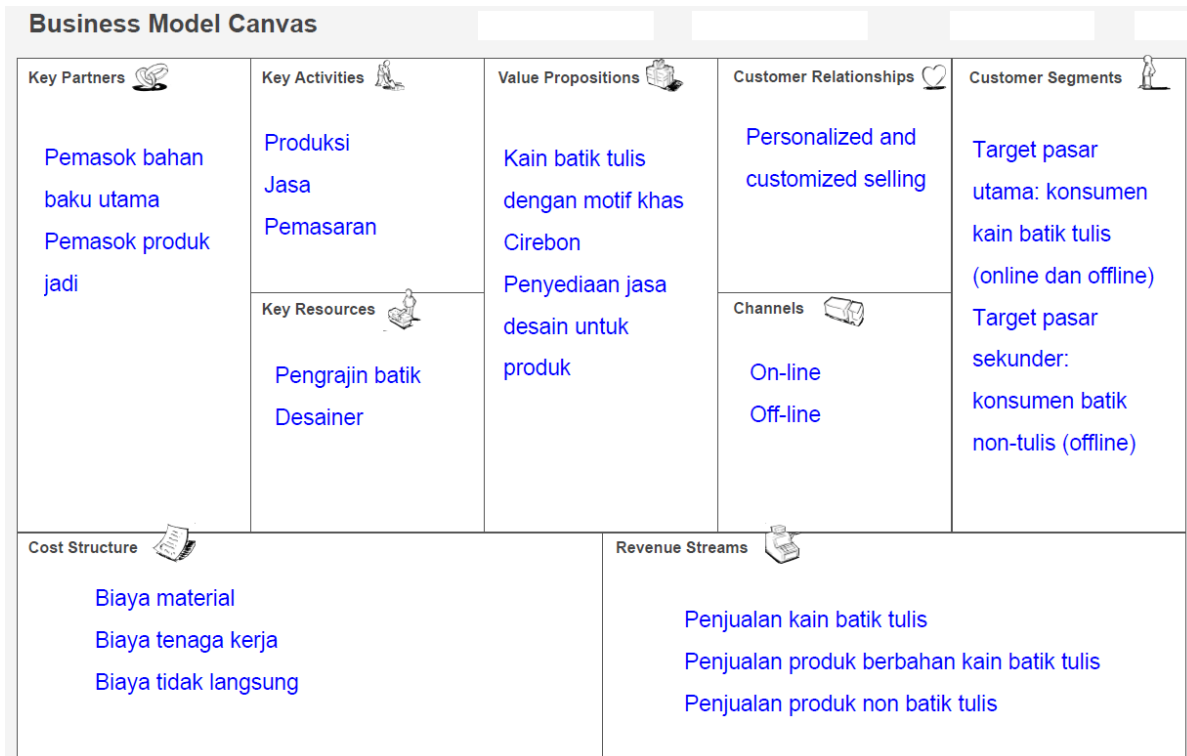 Business Model Canvas
Key Partners
Pemasok bahan
baku utama
Pemasok produk
jadi
Key Activities
Produksi
Jasa
Pemasaran
Key Resources
Pengrajin batik
Desainer
Value Propositions
Kain batik tulis
dengan motif khas
Cirebon
Penyediaan jasa
desain untuk
produk
Customer Relationships
Personalized and
customized selling
Channels
On-line
Off-line
Customer Segments
Target pasar
utama: konsumen
kain batik tulis
(online dan offline)
Target pasar
sekunder:
konsumen batik
non-tulis (offline)
Cost Structure
Biaya material
Biaya tenaga kerja
Biaya tidak langsung
Revenue Streams
Penjualan kain batik tulis
Penjualan produk berbahan kain batik tulis
Penjualan produk non batik tulis